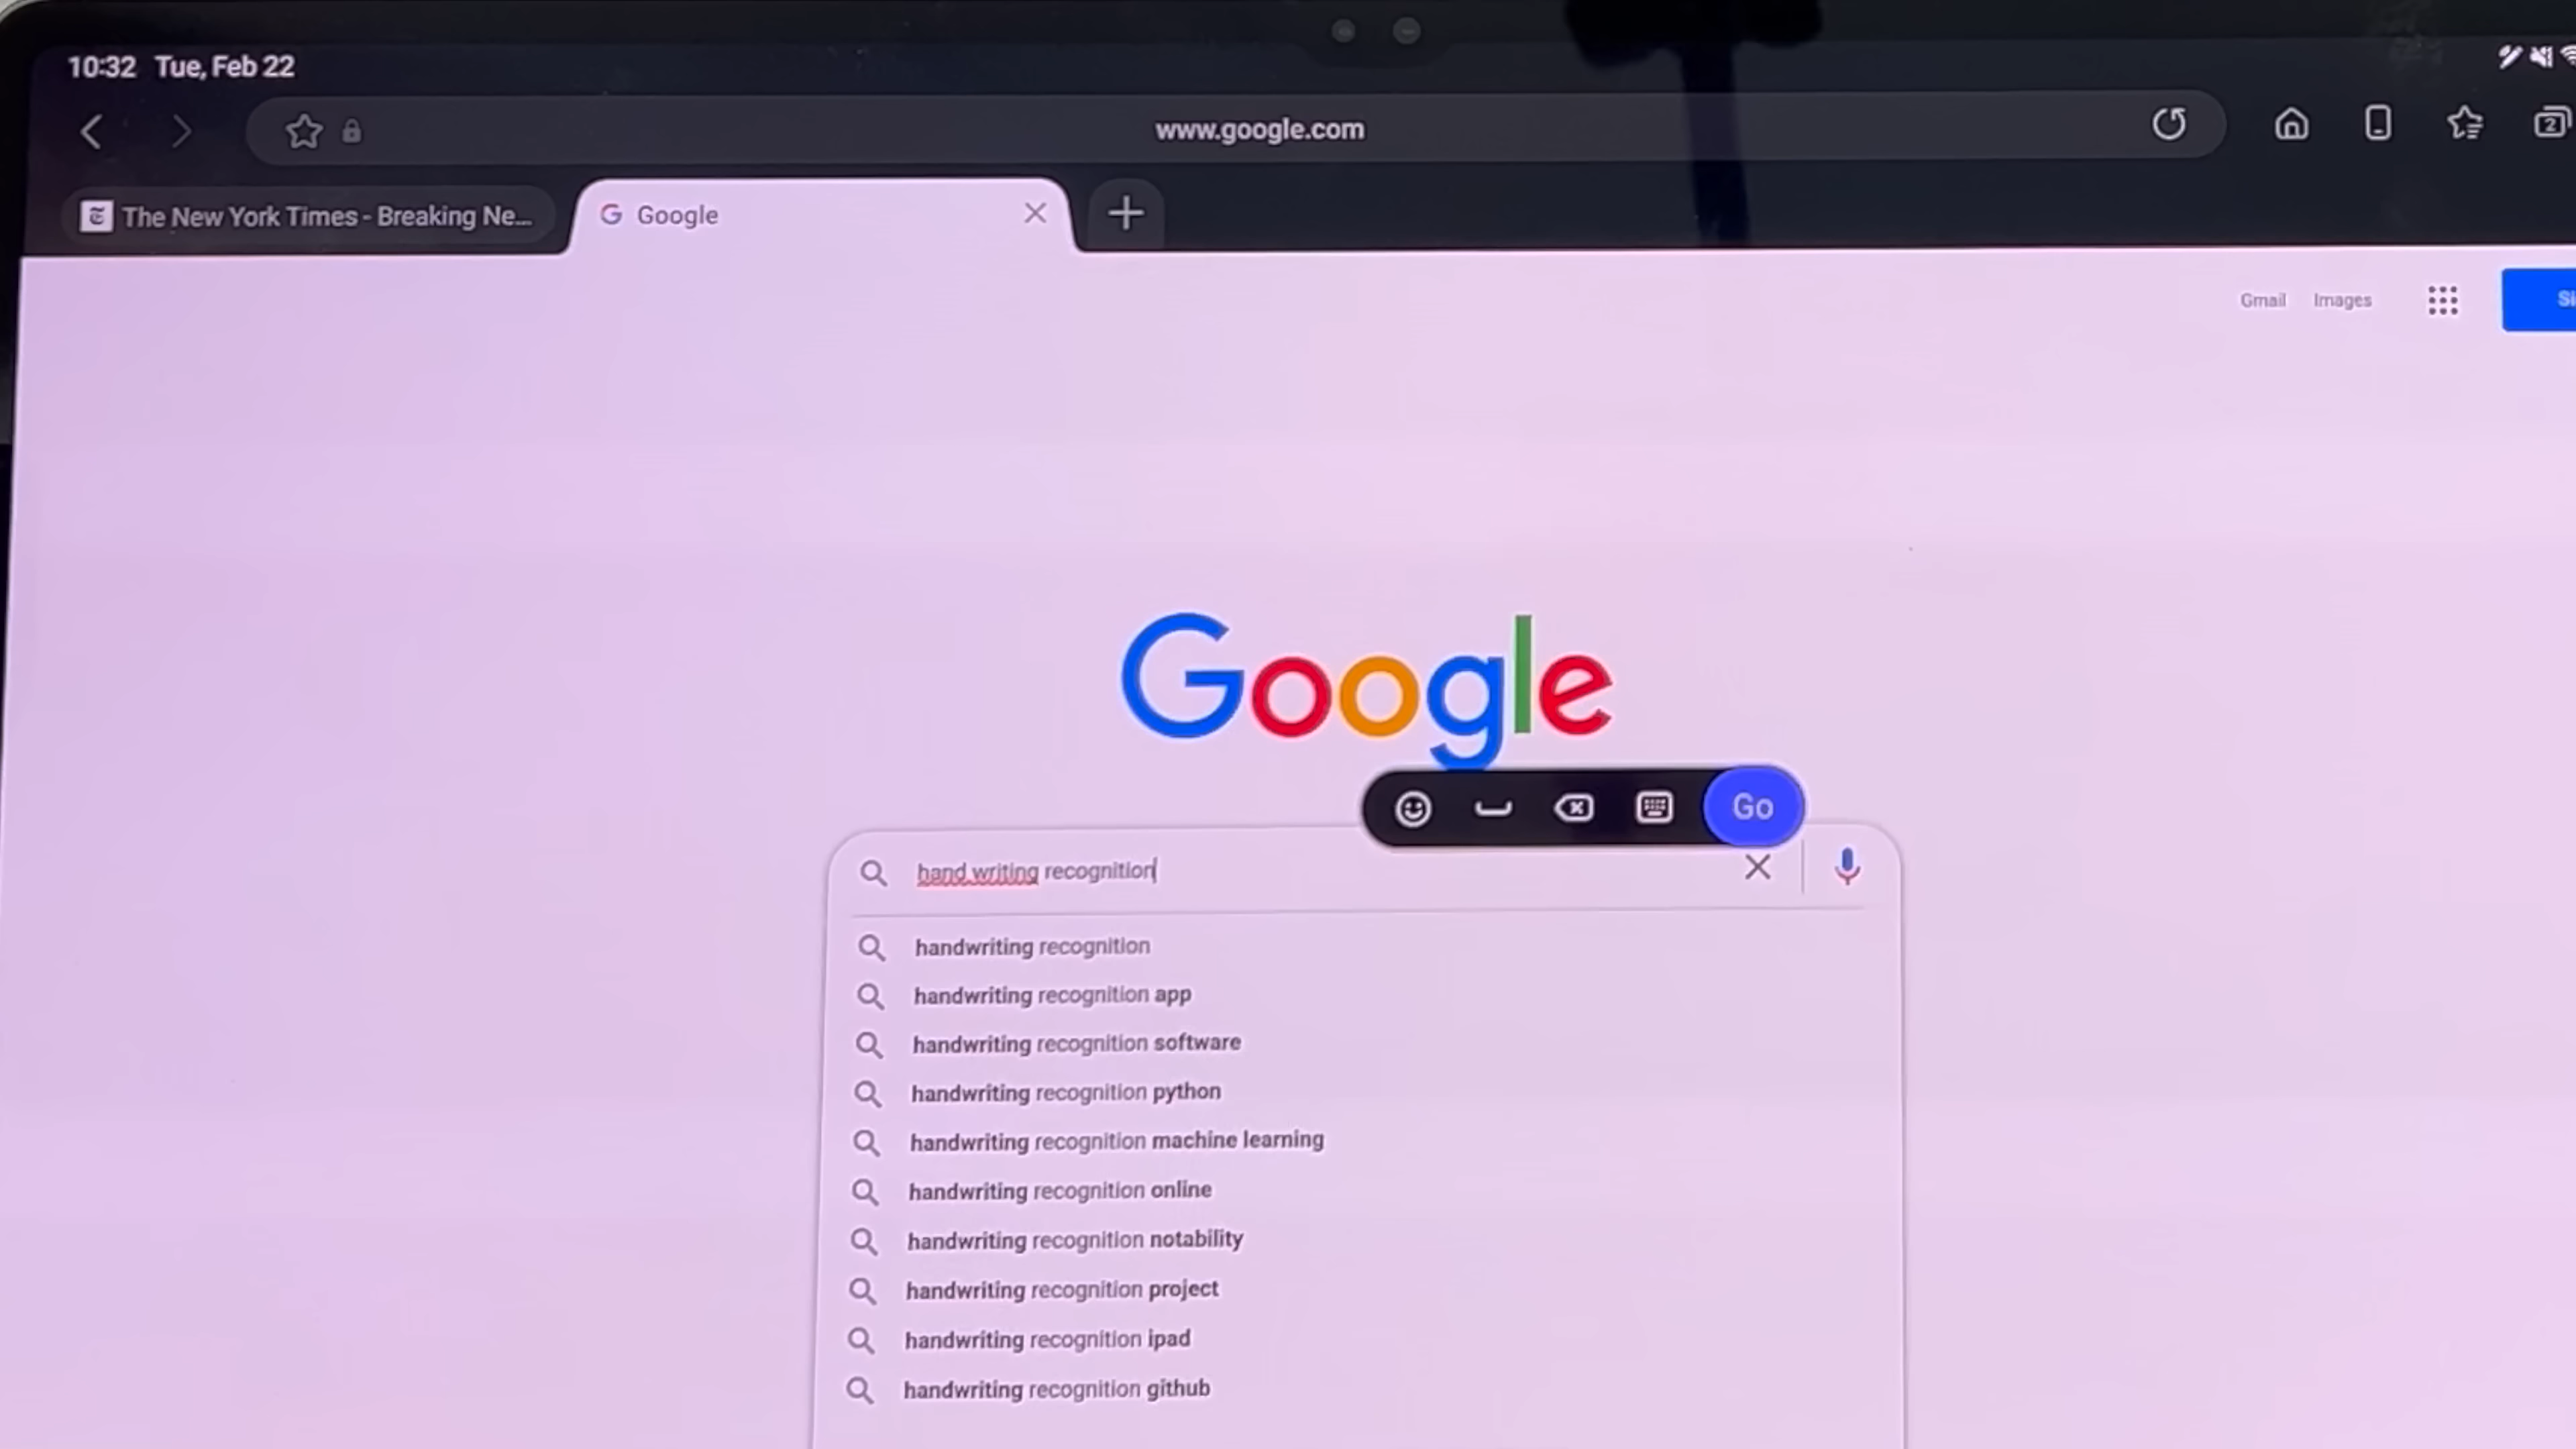 10:32 Tue, Feb 22
www.google.com
2
The New York Times - Breaking Ne...
Google
Gmail Images
Google
Go
hand writing recognition
handwriting recognition
handwriting recognition app
handwriting recognition software
handwriting recognition python
handwriting recognition machine learning
handwriting recognition online
handwriting recognition notability
handwriting recognition project
handwriting recognition ipad
handwriting recognition github